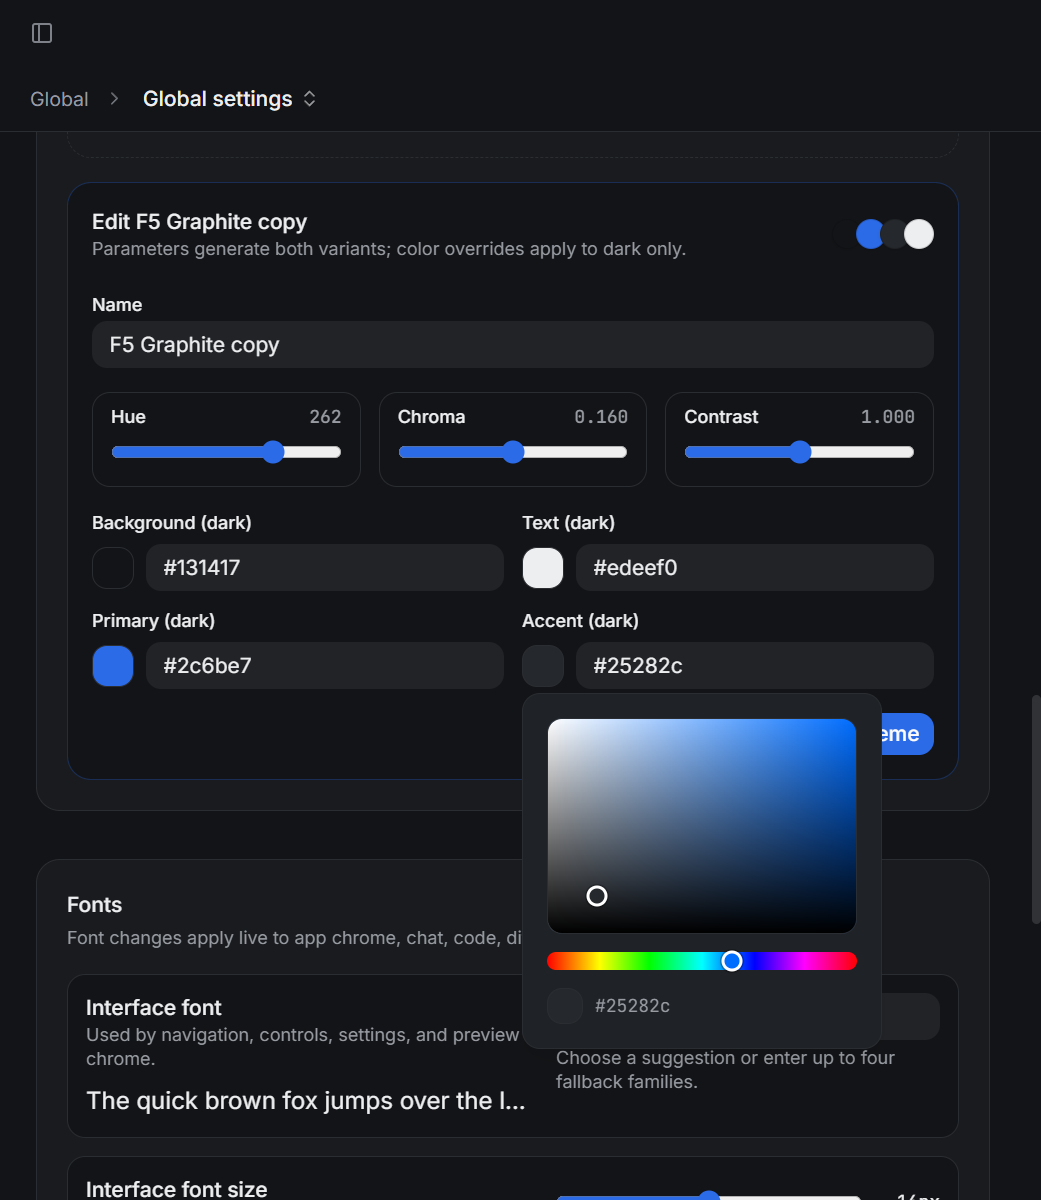 Global
Global settings
Edit F5 Graphite copy
Parameters generate both variants; color overrides apply to dark only.
Name
F5 Graphite copy
Hue 262
Chroma 0.160
Contrast 1.000
Background (dark)
#131417
Text (dark)
#edeef0
Primary (dark)
#2c6be7
Accent (dark)
#25282c
eme
#25282c
Fonts
Font changes apply live to app chrome, chat, code, di
Interface font
Used by navigation, controls, settings, and preview
chrome.
The quick brown fox jumps over the l...
Choose a suggestion or enter up to four
fallback families.
Interface font size
14px